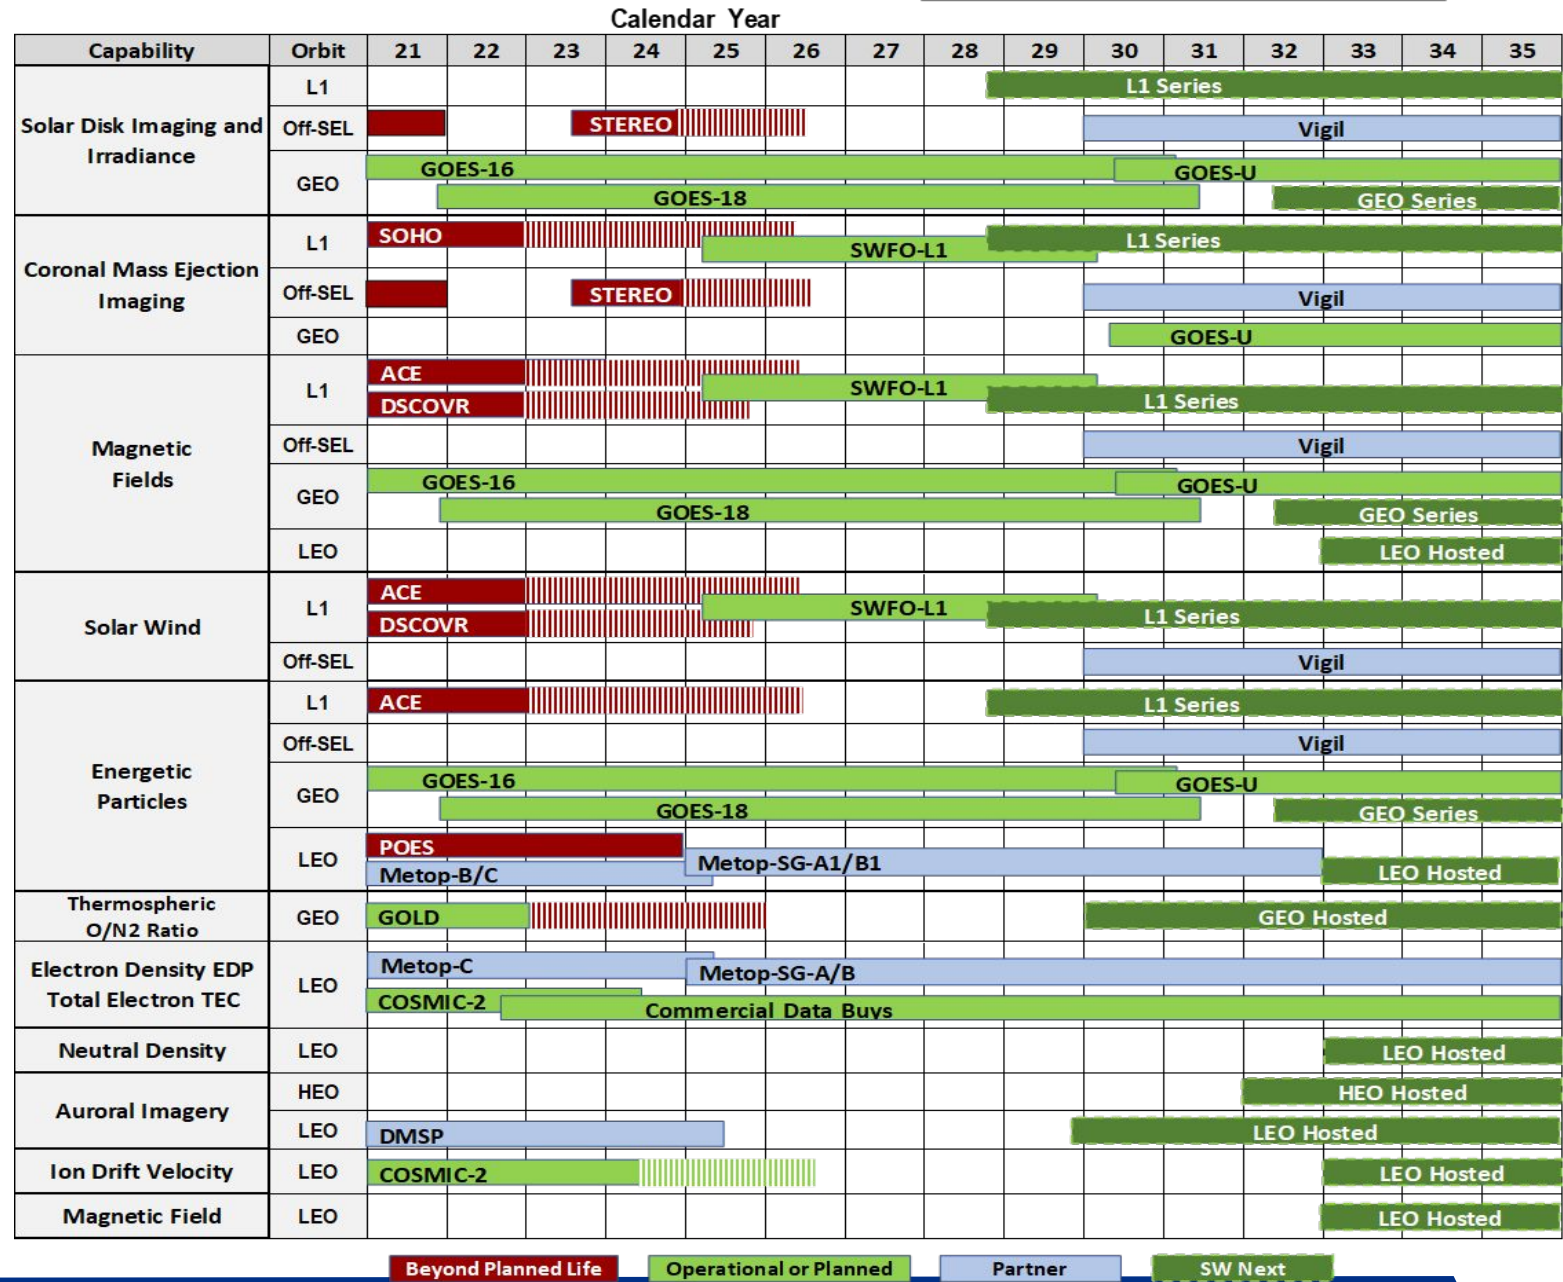 Calendar Year
Capability Orbit 21 22 23 24 25 26 27 28 29 30 31 32 33 34 35
Solar Disk Imaging and
Irradiance
L1 L1 Series
Off-SEL STEREO Vigil
GEO GOES-16 GOES-U
GOES-18 GEO Series
Coronal Mass Ejection
Imaging
L1 SOHO SWFO-L1 L1 Series
Off-SEL STEREO Vigil
GEO GOES-U
Magnetic
Fields
L1 ACE SWFO-L1
DSCOVR L1 Series
Off-SEL Vigil
GEO GOES-16 GOES-U
GOES-18 GEO Series
LEO LEO Hosted
Solar Wind
L1 ACE SWFO-L1
DSCOVR L1 Series
Off-SEL Vigil
Energetic
Particles
L1 ACE L1 Series
Off-SEL Vigil
GEO GOES-16 GOES-U
GOES-18 GEO Series
LEO POES Metop-SG-A1/B1
Metop-B/C LEO Hosted
Thermospheric
O/N2 Ratio
GEO GOLD GEO Hosted
Electron Density EDP
Total Electron TEC
LEO Metop-C Metop-SG-A/B
COSMIC-2 Commercial Data Buys
Neutral Density LEO LEO Hosted
Auroral Imagery
HEO HEO Hosted
LEO DMSP LEO Hosted
Ion Drift Velocity LEO COSMIC-2 LEO Hosted
Magnetic Field LEO LEO Hosted
Beyond Planned Life Operational or Planned Partner SW Next